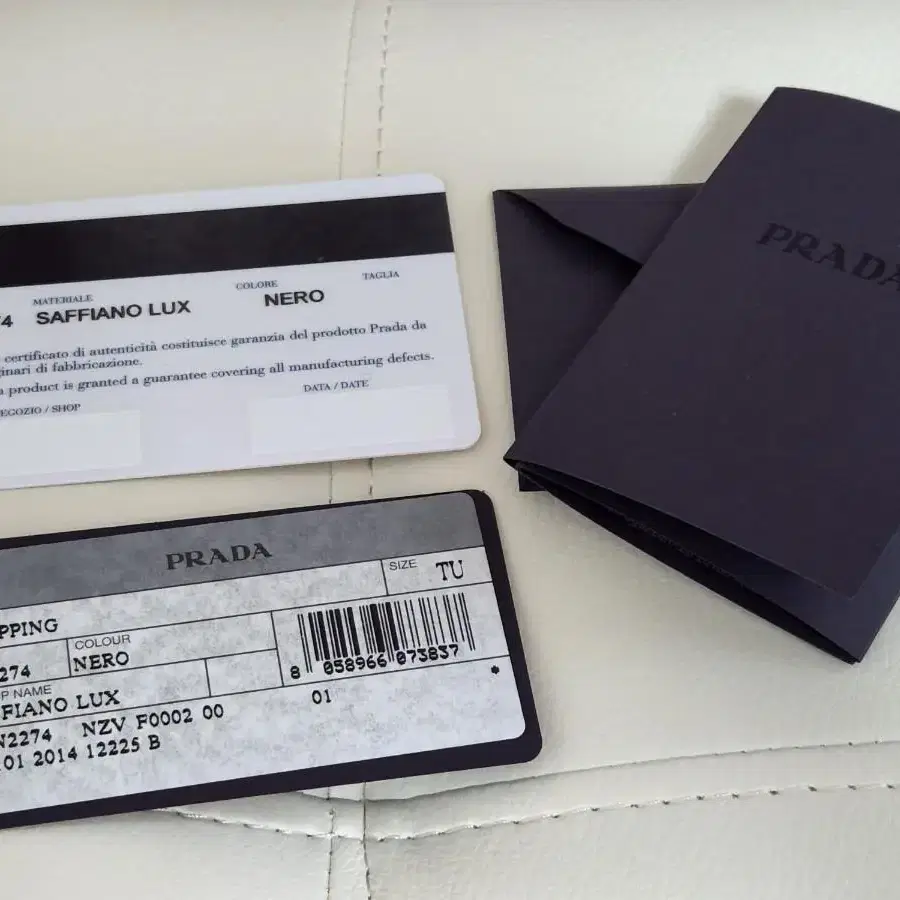 MATERIALE COLORE TAGLIA
74 SAFFIANO LUX NERO
certificato di autenticità costituisce garanzia del prodotto Prada da
ginari di fabbricazione.
a product is granted a guarantee covering all manufacturing defects.
EGOZIO / SHOP DATA / DATE
PRADA
PRADA
SIZE TU
PPING
COLOUR
2274 NERO
8 058966 073837
P NAME
FIANO LUX 01 *
N2274 NZV F0002 00
01 2014 12225 B